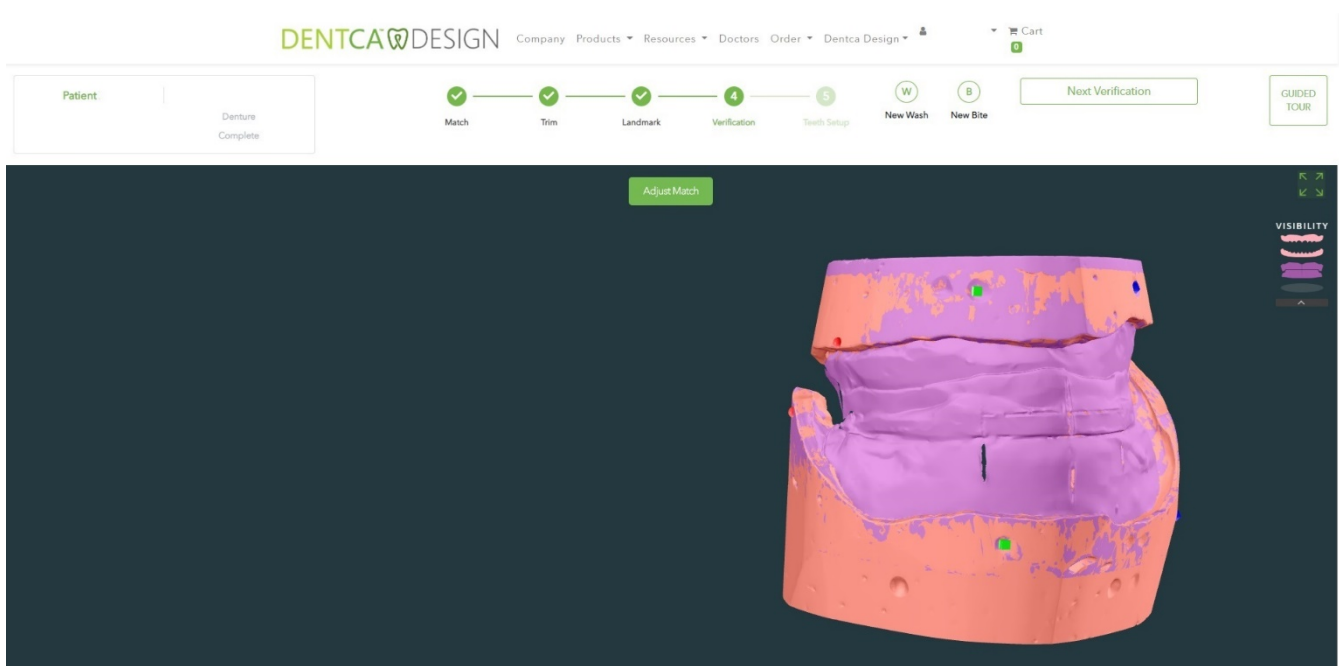 DENTCA DESIGN
Company Products Resources Doctors Order Dentca Design Cart
0
Patient
Denture
Complete
4
5
W
B
Match
Trim
Landmark
Verification
Teeth Setup
New Wash
New Bite
Next Verification
GUIDED
TOUR
Adjust Match
VISIBILITY